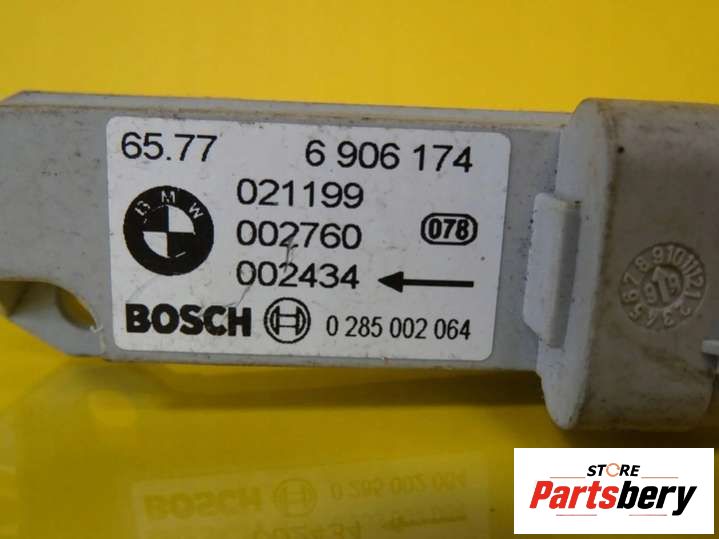 65.77 6 906 174
BMW 021199
002760 078
002434
BOSCH 0 285 002 064
STORE
Partsbery